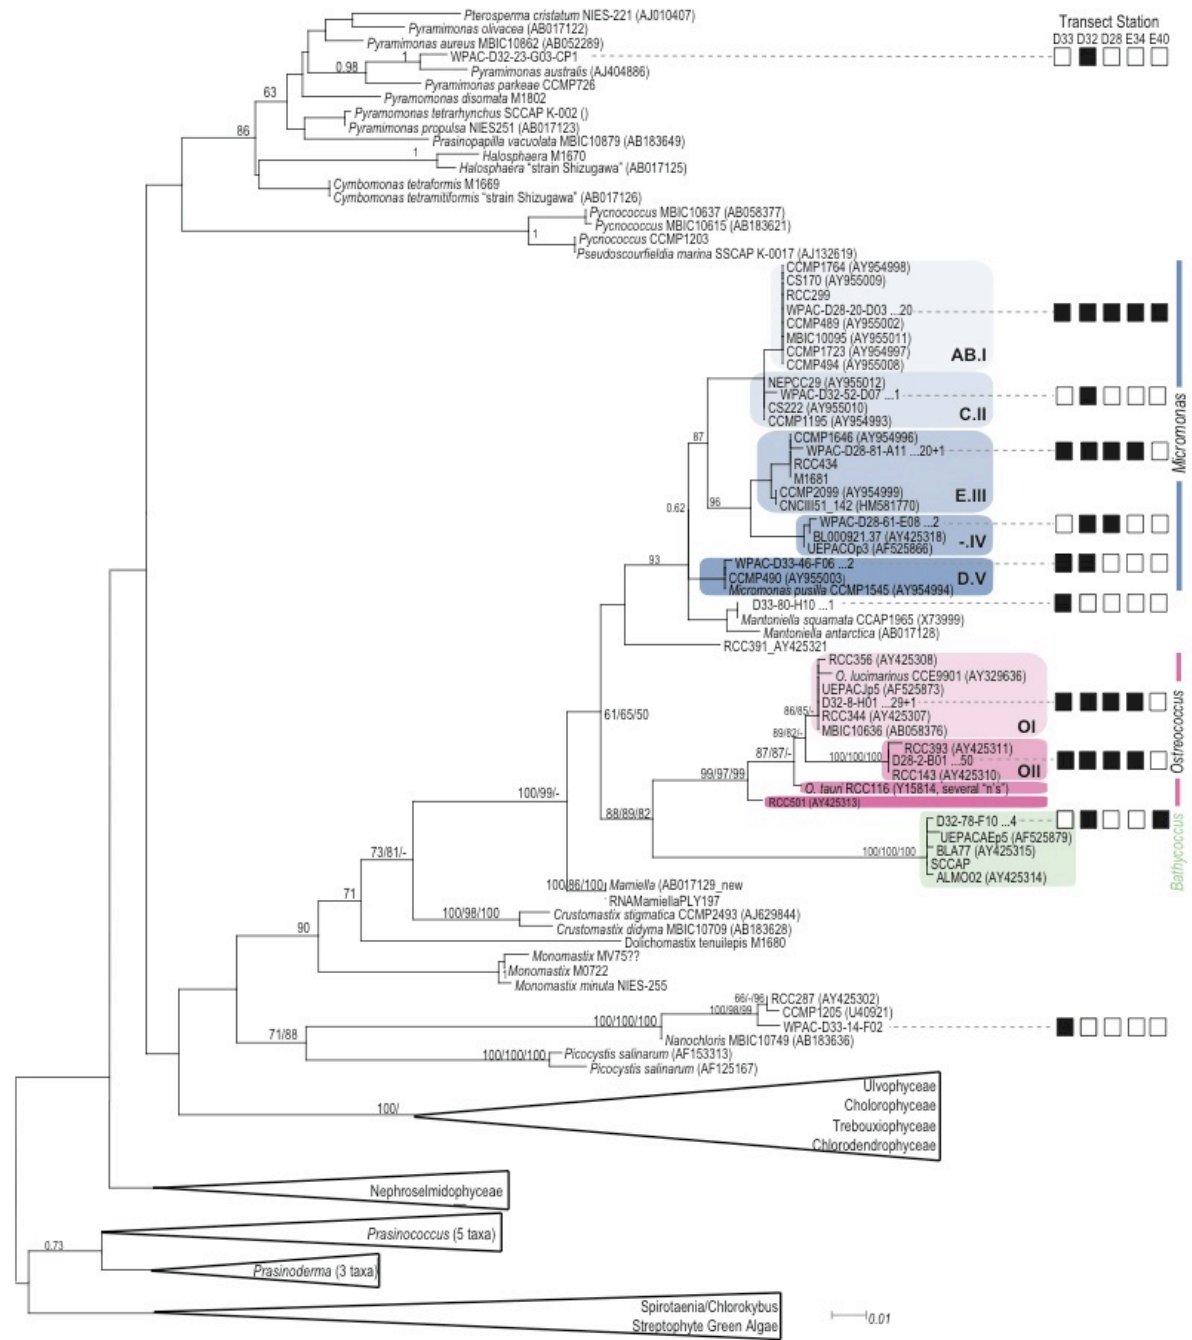 Pterosperma cristatum NIES-221 (AJ010407)
Transect Station
Pyramimonas olivacea (AB017122)
D33 D32 D28 E34 E40
Pyramimonas aureus MBIC10862 (AB052289)
1
WPAC-D32-23-G03-CP1
0.98
Pyramimonas australis (AJ404886)
Pyramimonas parkeae CCMP726
63
Pyramomonas disomata M1802
Pyramomonas tetrarhynchus SCCAP K-002 ()
86
Pyramimonas propulsa NIES251 (AB017123)
Prasinopapilla vacuolata MBIC10879 (AB183649)
1
Halosphaera M1670
Halosphaera "strain Shizugawa" (AB017125)
Cymbomonas tetraformis M1669
Cymbomonas tetramitiformis "strain Shizugawa" (AB017126)
Pycnococcus MBIC10637 (AB058377)
Pycnococcus MBIC10615 (AB183621)
1
Pycnococcus CCMP1203
Pseudoscourfieldia marina SSCAP K-0017 (AJ132619)
CCMP1764 (AY954998)
CS170 (AY955009)
RCC299
WPAC-D28-20-D03 ...20
CCMP489 (AY955002)
MBIC10095 (AY955011)
CCMP1723 (AY954997)
AB.I
CCMP494 (AY955008)
NEPCC29 (AY955012)
WPAC-D32-52-D07 ...1
CS222 (AY955010)
C.II
CCMP1195 (AY954993)
Micromonas
87
CCMP1646 (AY954996)
WPAC-D28-81-A11 ...20+1
RCC434
M1681
CCMP2099 (AY954999)
E.III
96
CNCIII51_142 (HM581770)
0.62
WPAC-D28-61-E08 ...2
BL000921.37 (AY425318)
-.IV
UEPACOp3 (AF525866)
93
WPAC-D33-46-F06 ...2
CCMP490 (AY955003)
D.V
Micromonas pusilla CCMP1545 (AY954994)
D33-80-H10 ...1
Mantoniella squamata CCAP1965 (X73999)
Mantoniella antarctica (AB017128)
RCC391_AY425321
RCC356 (AY425308)
O. lucimarinus CCE9901 (AY329636)
UEPACJp5 (AF525873)
D32-8-H01 ...29+1
86/85/-
RCC344 (AY425307)
61/65/50
OI
MBIC10636 (AB058376)
89/82/-
Ostreococcus
RCC393 (AY425311)
87/87/-
100/100/100
D28-2-B01 ...50
OII
RCC143 (AY425310)
99/97/99
O. tauri RCC116 (Y15814, several "n's")
100/99/-
RCC501 (AY425313)
88/89/82
D32-78-F10 ...4
UEPACAEp5 (AF525879)
100/100/100
BLA77 (AY425315)
73/81/-
SCCAP
ALMO02 (AY425314)
Bathycoccus
100/86/100
Mamiella (AB017129_new
71
RNAMamiellaPLY197
100/98/100
Crustomastix stigmatica CCMP2493 (AJ629844)
Crustomastix didyma MBIC10709 (AB183628)
90
Dolichomastix tenuilepis M1680
Monomastix MV75??
1
Monomastix M0722
Monomastix minuta NIES-255
66/-/96
RCC287 (AY425302)
100/98/99
CCMP1205 (U40921)
100/100/100
WPAC-D33-14-F02
71/88
Nanochloris MBIC10749 (AB183636)
100/100/100
Picocystis salinarum (AF153313)
Picocystis salinarum (AF125167)
Ulvophyceae
100/
Cholorophyceae
Trebouxiophyceae
Chlorodendrophyceae
Nephroselmidophyceae
Prasinococcus (5 taxa)
0.73
Prasinoderma (3 taxa)
Spirotaenia/Chlorokybus
Streptophyte Green Algae
0.01